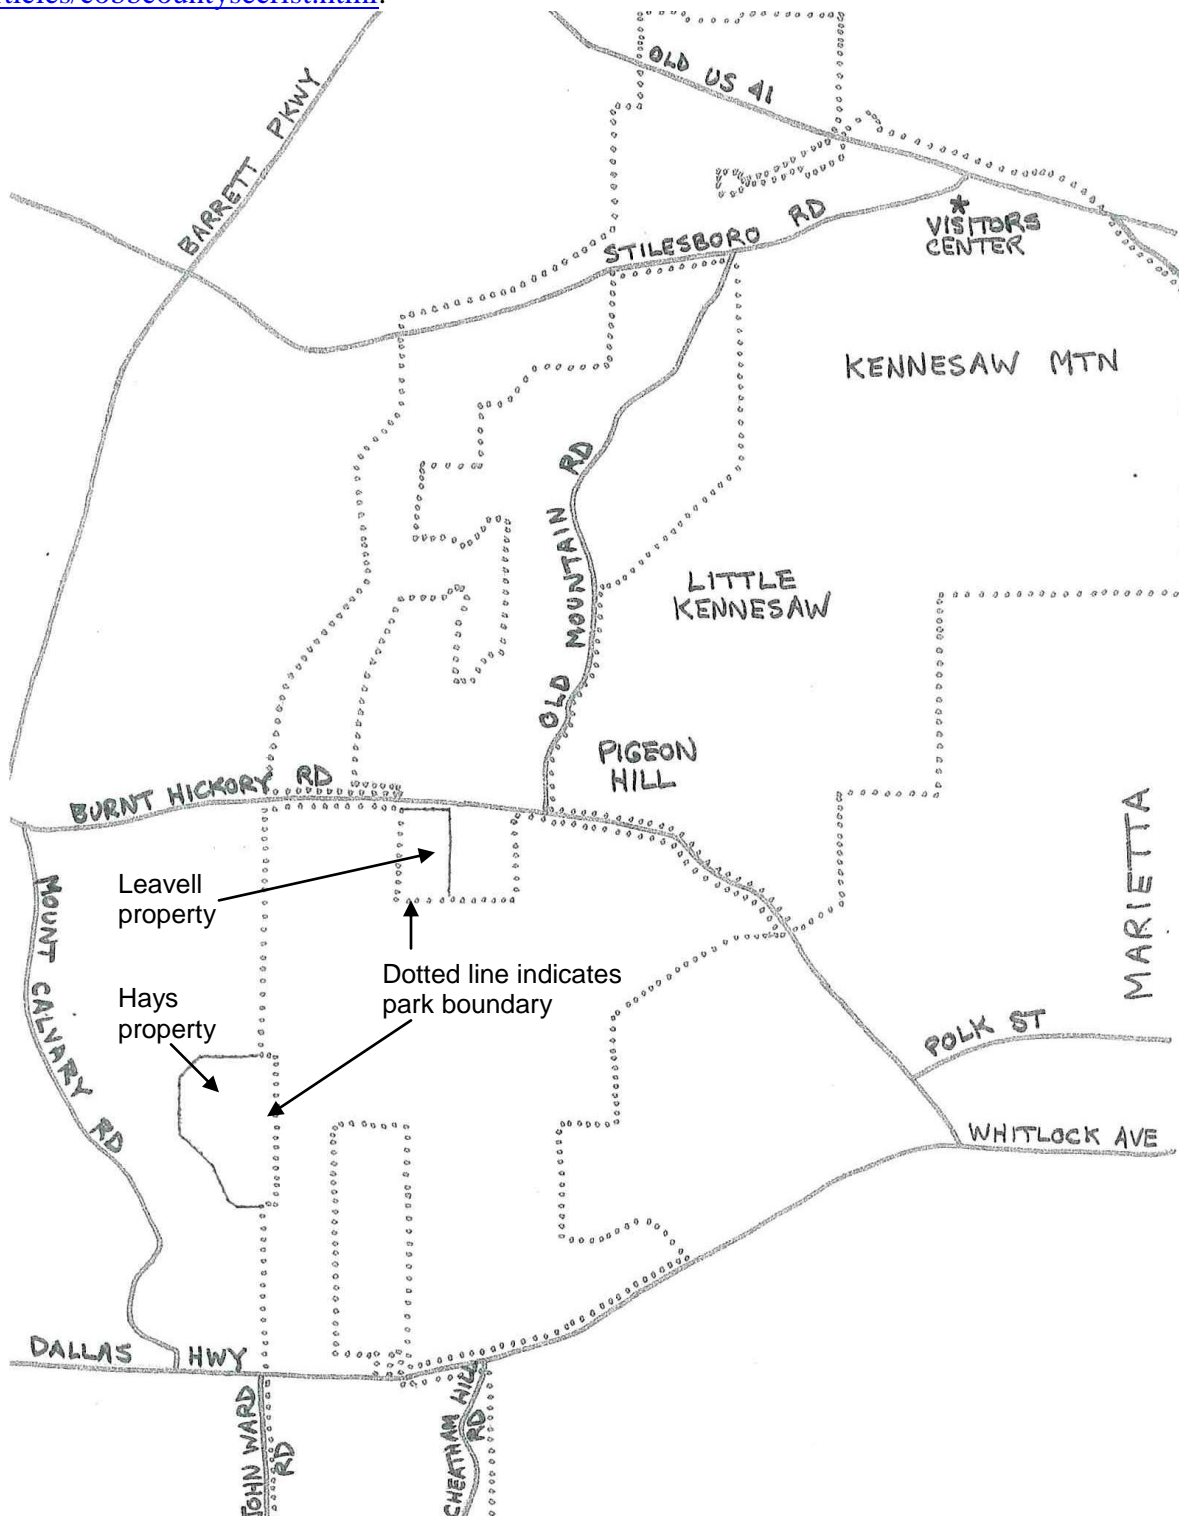 articles/cobbcountysecrist.html.
OLD US 41
BARRETT PKWY
STILESBORO RD
*
VISITORS
CENTER
KENNESAW MTN
OLD MOUNTAIN RD
LITTLE
KENNESAW
PIGEON
HILL
BURNT HICKORY RD
MARIETTA
Leavell
property
MOUNT CALVARY RD
Dotted line indicates
park boundary
Hays
property
POLK ST
WHITLOCK AVE
DALLAS HWY
JOHN WARD RD
CHEATHAM HILL RD